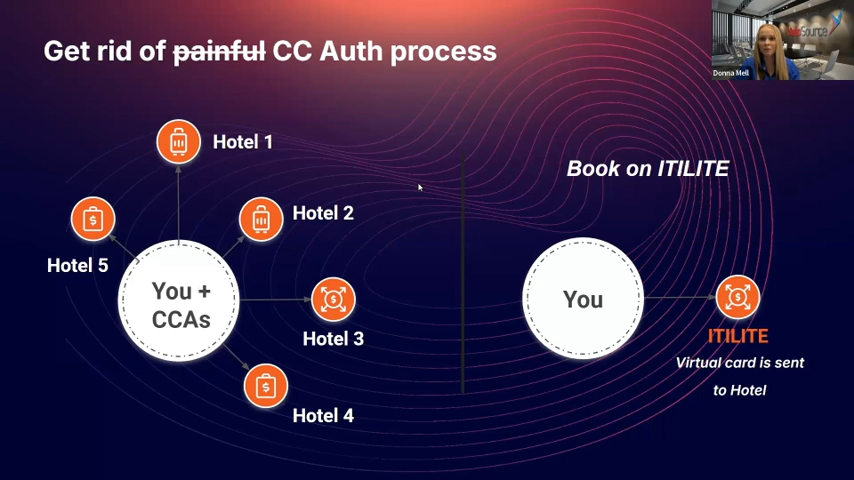 Get rid of painful CC Auth process
Donna Mell
Hotel 1
Book on ITILITE
Hotel 2
Hotel 5
You +
CCAs
You
Hotel 3
ITILITE
Virtual card is sent
to Hotel
Hotel 4